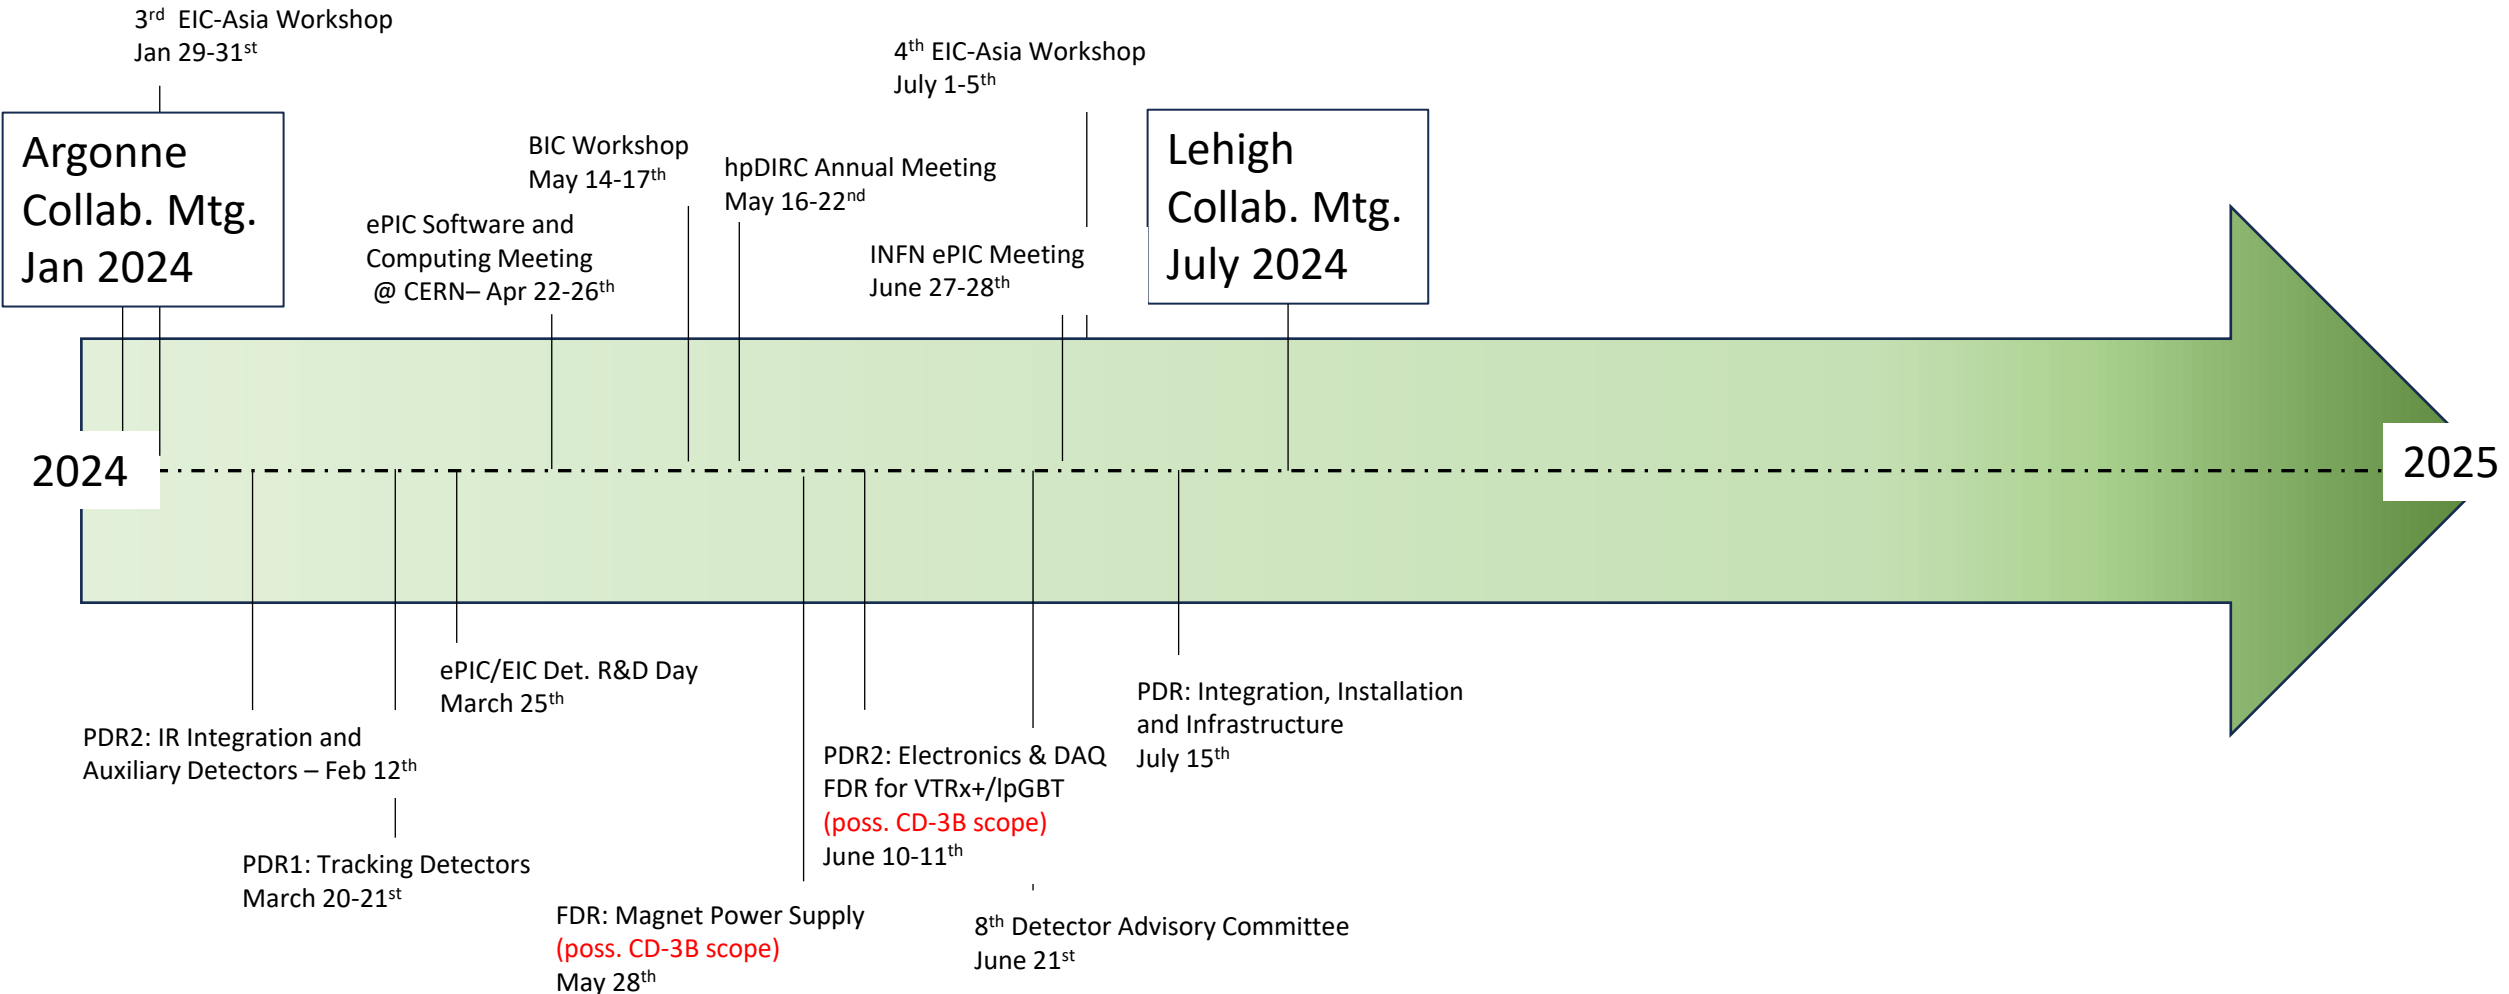 3rd EIC-Asia Workshop
Jan 29-31st
4th EIC-Asia Workshop
July 1-5th
Argonne
Collab. Mtg.
Jan 2024
BIC Workshop
May 14-17th
hpDIRC Annual Meeting
May 16-22nd
Lehigh
Collab. Mtg.
July 2024
ePIC Software and
Computing Meeting
@ CERN– Apr 22-26th
INFN ePIC Meeting
June 27-28th
2024
2025
ePIC/EIC Det. R&D Day
March 25th
PDR: Integration, Installation
and Infrastructure
July 15th
PDR2: IR Integration and
Auxiliary Detectors – Feb 12th
PDR2: Electronics & DAQ
FDR for VTRx+/lpGBT
(poss. CD-3B scope)
June 10-11th
PDR1: Tracking Detectors
March 20-21st
FDR: Magnet Power Supply
(poss. CD-3B scope)
May 28th
8th Detector Advisory Committee
June 21st